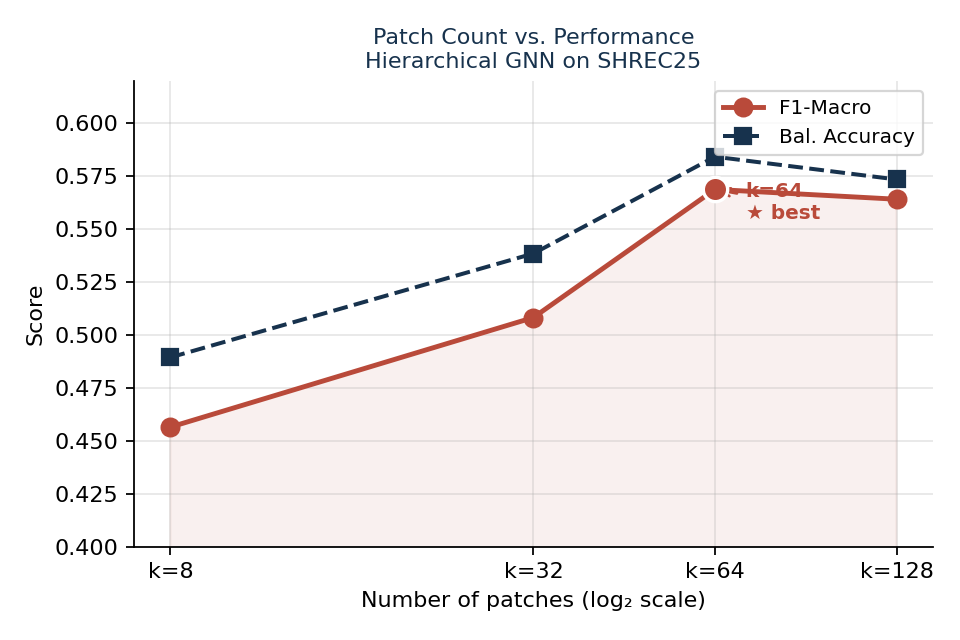 Patch Count vs. Performance
Hierarchical GNN on SHREC25
F1-Macro
Bal. Accuracy
0.600
0.575
0.550
0.525
0.500
0.475
0.450
0.425
0.400
Score
k=64
★ best
k=8
k=32
k=64
k=128
Number of patches (log₂ scale)